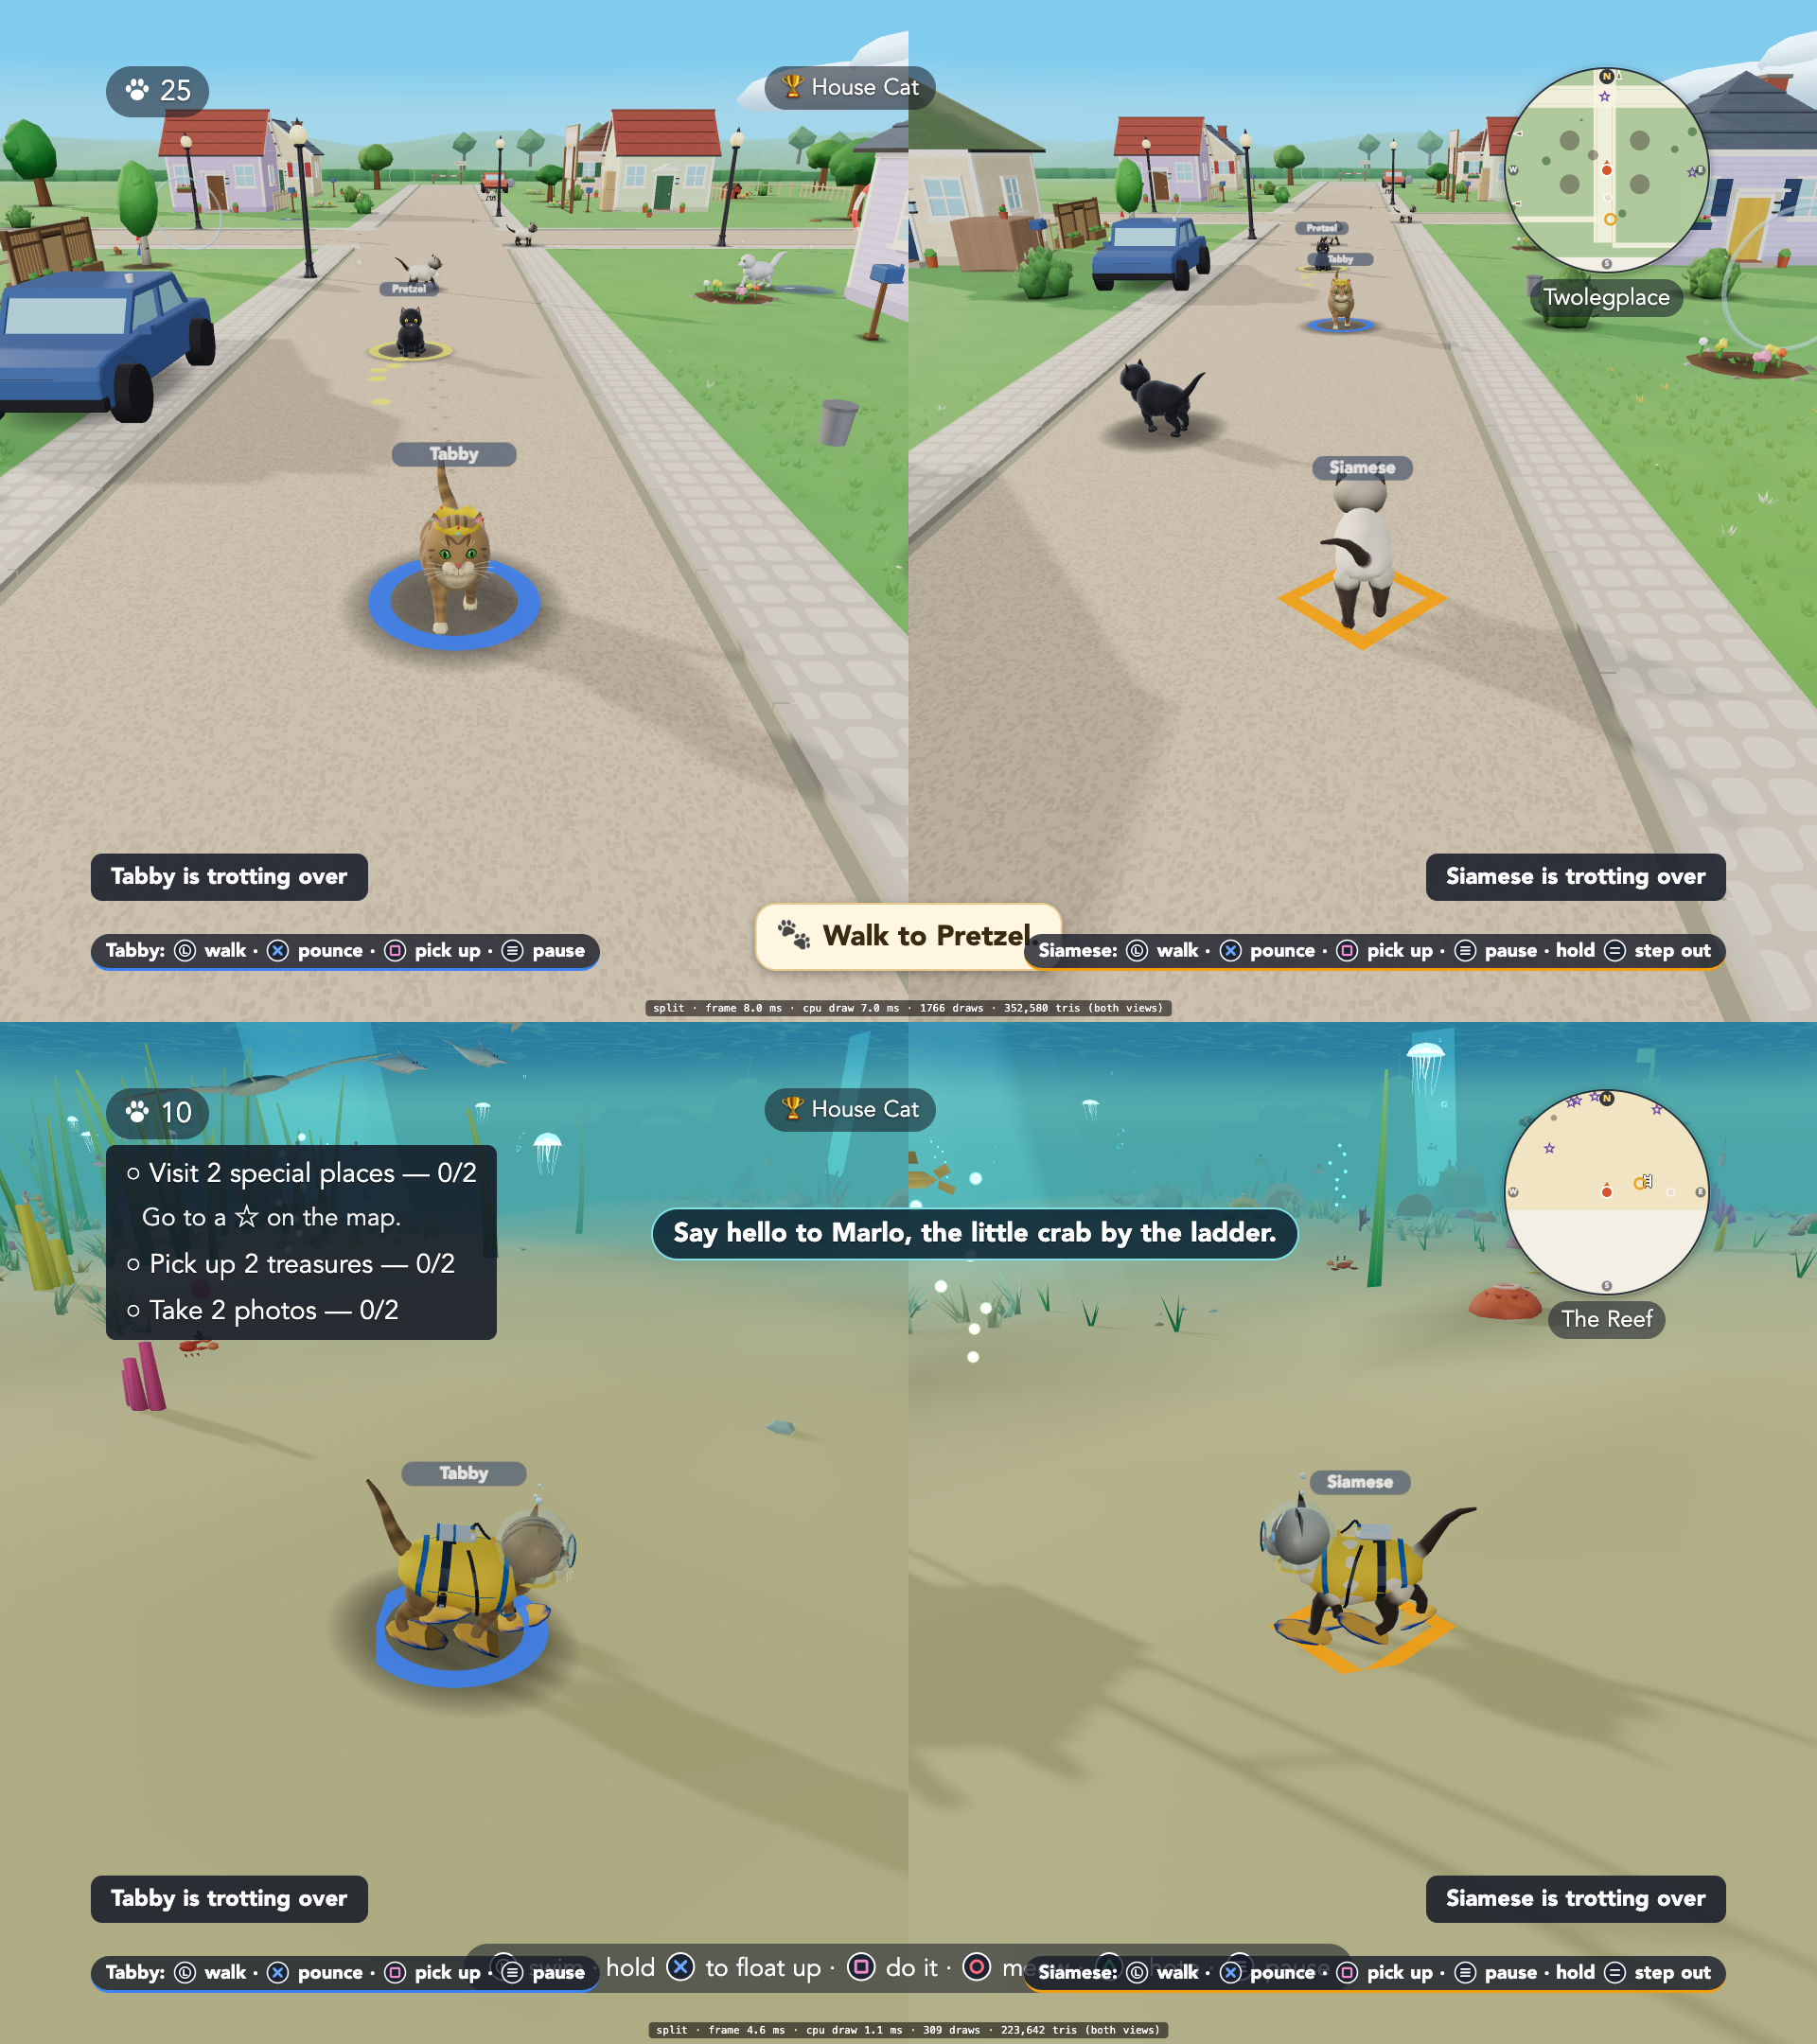 25
House Cat
N
W
E
S
Twolegplace
Pretzel
Pretzel
Tabby
Tabby
Siamese
Tabby is trotting over
Siamese is trotting over
Walk to Pretzel.
Tabby: L walk · pounce · pick up · pause
Siamese: L walk · pounce · pick up · pause · hold step out
split · frame 8.0 ms · cpu draw 7.0 ms · 1766 draws · 352,580 tris (both views)
10
House Cat
N
W
E
S
The Reef
Visit 2 special places — 0/2
Go to a ☆ on the map.
Pick up 2 treasures — 0/2
Take 2 photos — 0/2
Say hello to Marlo, the little crab by the ladder.
Tabby
Siamese
Tabby is trotting over
Siamese is trotting over
swim · hold to float up · do it ·
Tabby: L walk · pounce · pick up · pause
Siamese: L walk · pounce · pick up · pause · hold step out
split · frame 4.6 ms · cpu draw 1.1 ms · 309 draws · 223,642 tris (both views)